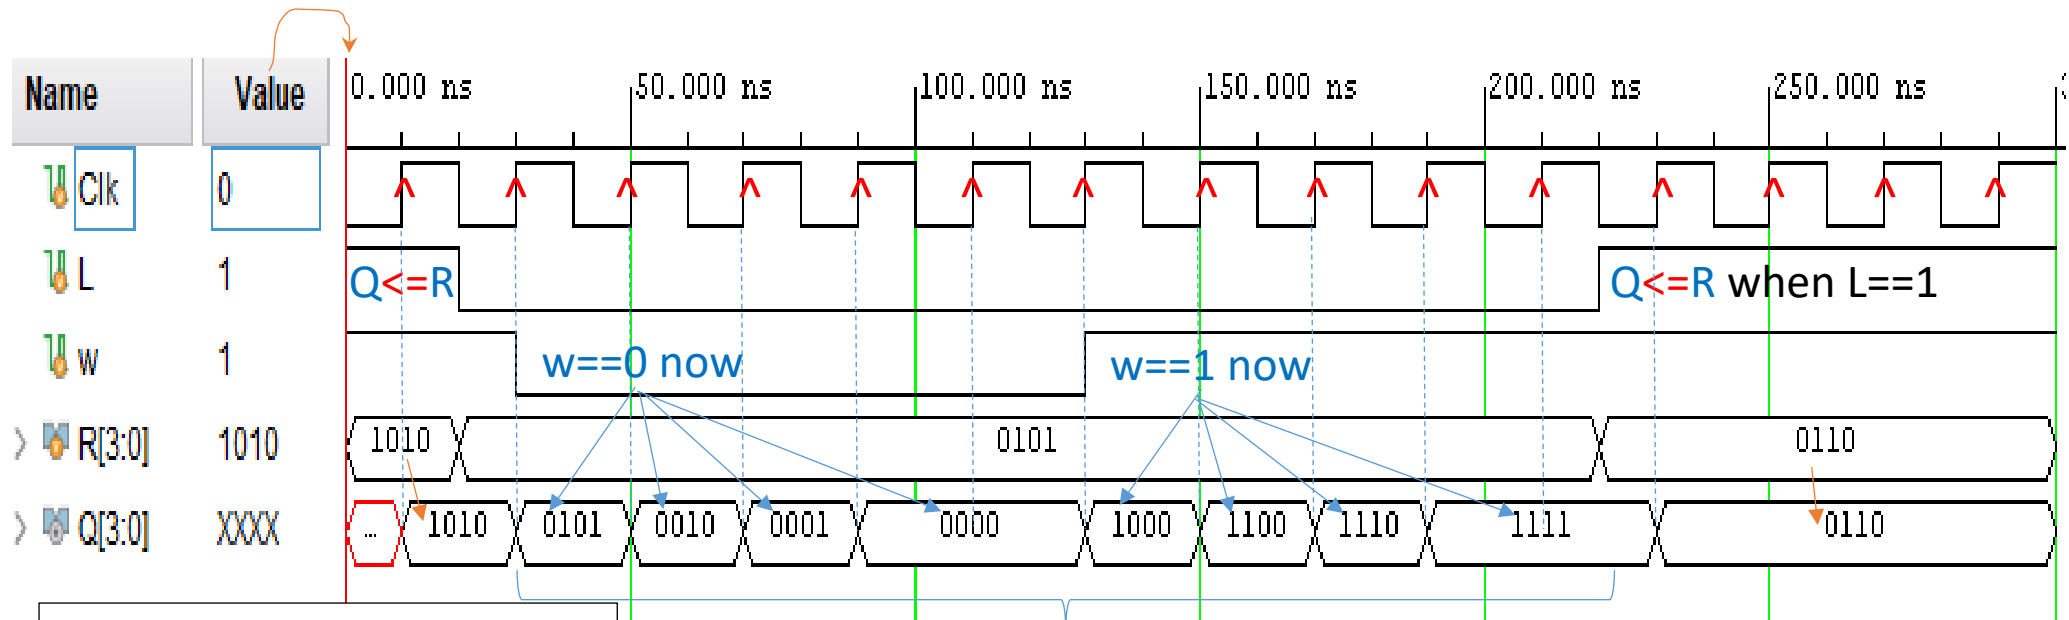 Name Value 0.000 ns 50.000 ns 100.000 ns 150.000 ns 200.000 ns 250.000 ns
Clk 0 ^ ^ ^ ^ ^ ^ ^ ^ ^ ^ ^ ^ ^ ^ ^
L 1 Q<=R Q<=R when L==1
w 1 w==0 now w==1 now
R[3:0] 1010 1010 0101 0110
Q[3:0] XXXX ... 1010 0101 0010 0001 0000 1000 1100 1110 1111 0110